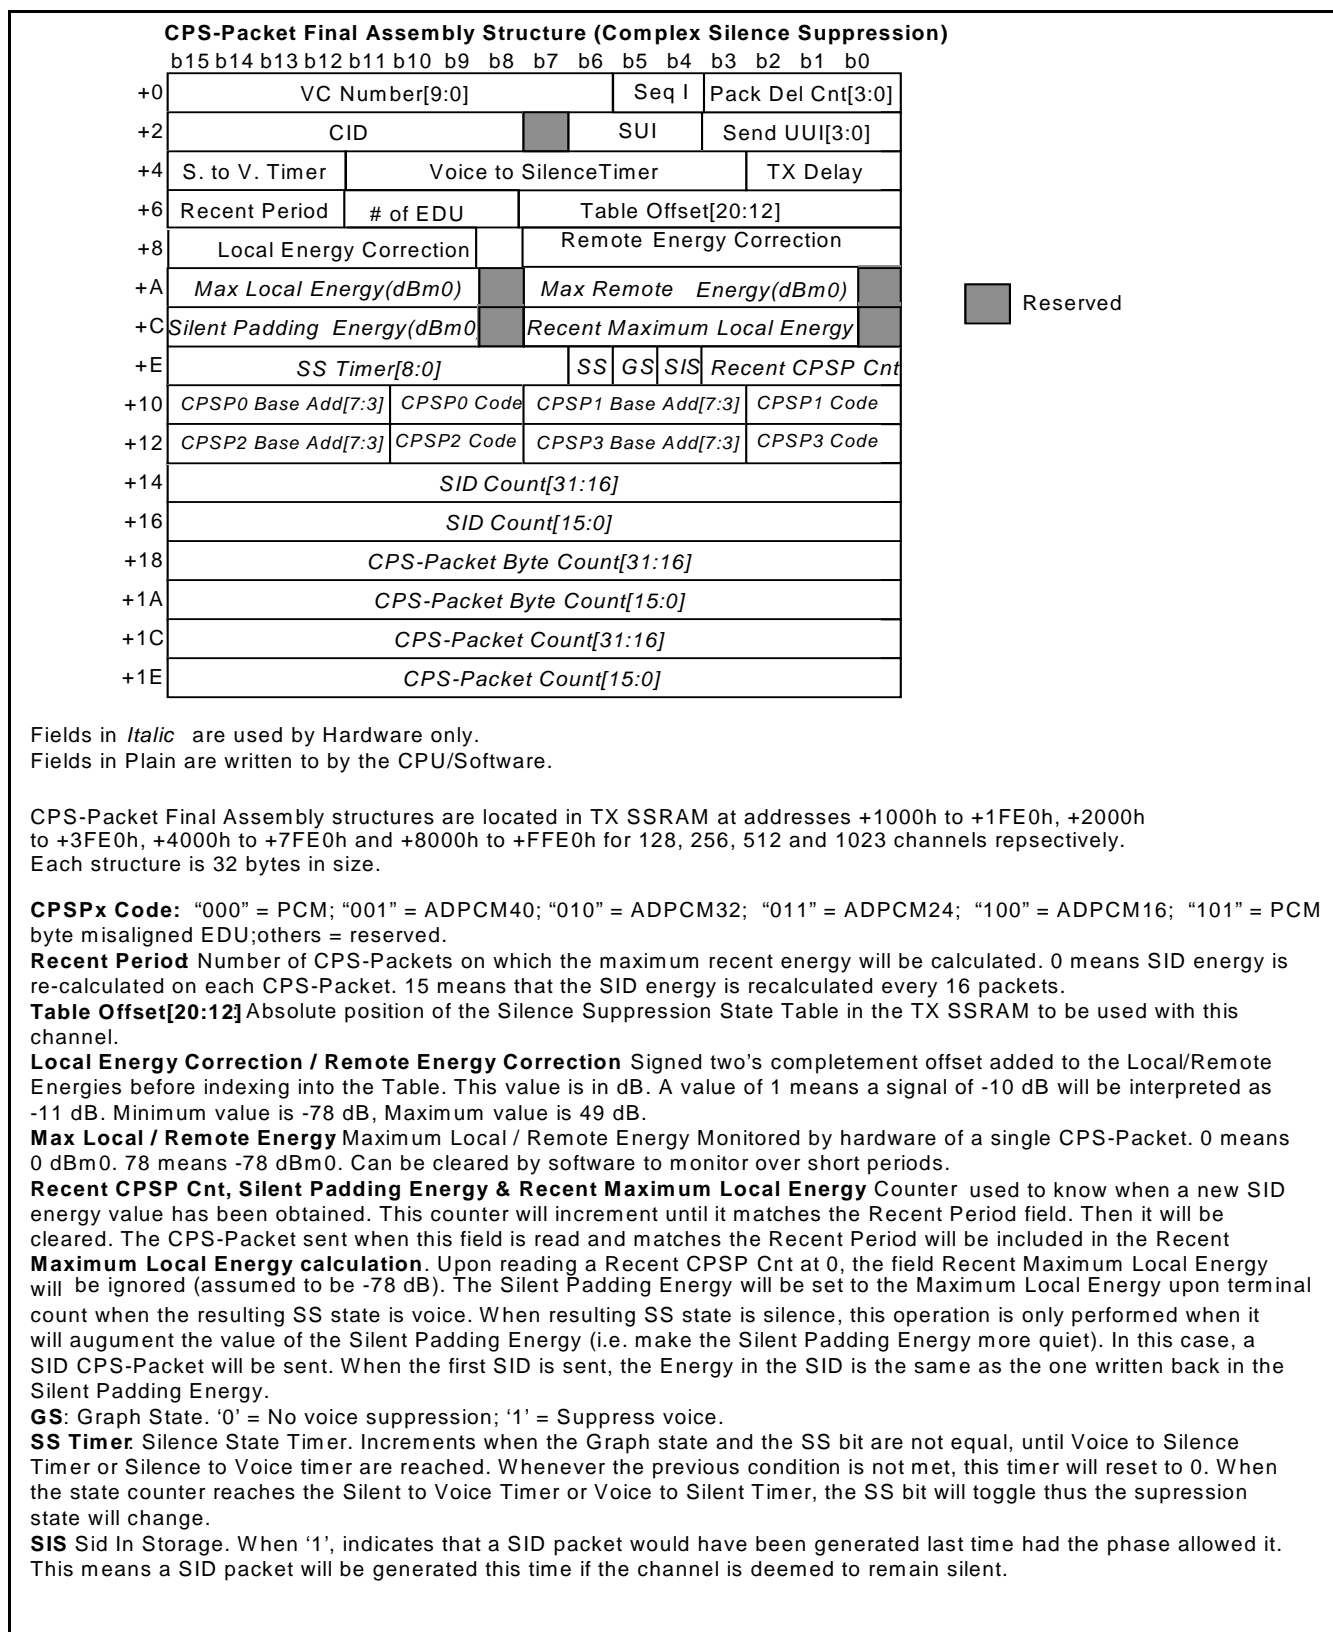 CPS-Packet Final Assembly Structure (Complex Silence Suppression)
b15 b14 b13 b12 b11 b10 b9 b8 b7 b6 b5 b4 b3 b2 b1 b0
+0 VC Number[9:0] Seq I Pack Del Cnt[3:0]
+2 CID SUI Send UUI[3:0]
+4 S. to V. Timer Voice to SilenceTimer TX Delay
+6 Recent Period # of EDU Table Offset[20:12]
+8 Local Energy Correction Remote Energy Correction
+A Max Local Energy(dBm0) Max Remote Energy(dBm0)
Reserved
+C Silent Padding Energy(dBm0 Recent Maximum Local Energy
+E SS Timer[8:0] SS GS SIS Recent CPSP Cnt
+10 CPSP0 Base Add[7:3] CPSP0 Code CPSP1 Base Add[7:3] CPSP1 Code
+12 CPSP2 Base Add[7:3] CPSP2 Code CPSP3 Base Add[7:3] CPSP3 Code
+14 SID Count[31:16]
+16 SID Count[15:0]
+18 CPS-Packet Byte Count[31:16]
+1A CPS-Packet Byte Count[15:0]
+1C CPS-Packet Count[31:16]
+1E CPS-Packet Count[15:0]
Fields in Italic are used by Hardware only.
Fields in Plain are written to by the CPU/Software.
CPS-Packet Final Assembly structures are located in TX SSRAM at addresses +1000h to +1FE0h, +2000h
to +3FE0h, +4000h to +7FE0h and +8000h to +FFE0h for 128, 256, 512 and 1023 channels repsectively.
Each structure is 32 bytes in size.
CPSPx Code: “000” = PCM; “001” = ADPCM40; “010” = ADPCM32; “011” = ADPCM24; “100” = ADPCM16; “101” = PCM
byte misaligned EDU;others = reserved.
Recent Period: Number of CPS-Packets on which the maximum recent energy will be calculated. 0 means SID energy is
re-calculated on each CPS-Packet. 15 means that the SID energy is recalculated every 16 packets.
Table Offset[20:12]: Absolute position of the Silence Suppression State Table in the TX SSRAM to be used with this
channel.
Local Energy Correction / Remote Energy Correction Signed two’s completement offset added to the Local/Remote
Energies before indexing into the Table. This value is in dB. A value of 1 means a signal of -10 dB will be interpreted as
-11 dB. Minimum value is -78 dB, Maximum value is 49 dB.
Max Local / Remote Energy Maximum Local / Remote Energy Monitored by hardware of a single CPS-Packet. 0 means
0 dBm0. 78 means -78 dBm0. Can be cleared by software to monitor over short periods.
Recent CPSP Cnt, Silent Padding Energy & Recent Maximum Local Energy Counter used to know when a new SID
energy value has been obtained. This counter will increment until it matches the Recent Period field. Then it will be
cleared. The CPS-Packet sent when this field is read and matches the Recent Period will be included in the Recent
Maximum Local Energy calculation. Upon reading a Recent CPSP Cnt at 0, the field Recent Maximum Local Energy
will be ignored (assumed to be -78 dB). The Silent Padding Energy will be set to the Maximum Local Energy upon terminal
count when the resulting SS state is voice. When resulting SS state is silence, this operation is only performed when it
will augument the value of the Silent Padding Energy (i.e. make the Silent Padding Energy more quiet). In this case, a
SID CPS-Packet will be sent. When the first SID is sent, the Energy in the SID is the same as the one written back in the
Silent Padding Energy.
GS: Graph State. ‘0’ = No voice suppression; ‘1’ = Suppress voice.
SS Timer: Silence State Timer. Increments when the Graph state and the SS bit are not equal, until Voice to Silence
Timer or Silence to Voice timer are reached. Whenever the previous condition is not met, this timer will reset to 0. When
the state counter reaches the Silent to Voice Timer or Voice to Silent Timer, the SS bit will toggle thus the supression
state will change.
SIS Sid In Storage. When ‘1’, indicates that a SID packet would have been generated last time had the phase allowed it.
This means a SID packet will be generated this time if the channel is deemed to remain silent.